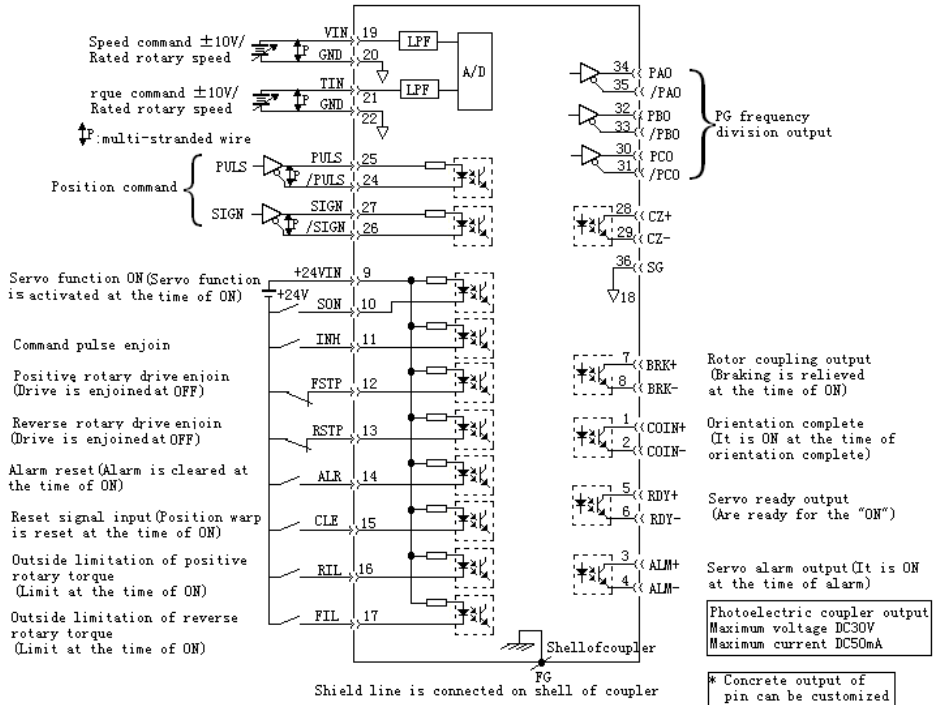 Speed command ±10V/
Rated rotary speed
VIN 19
P
GND 20
LPF
A/D
rque command ±10V/
Rated rotary speed
TIN 21
GND 22
LPF
P:multi-stranded wire
Position command
PULS
PULS 25
P
/PULS 24
SIGN
SIGN 27
P
/SIGN 26
Servo function ON(Servo function
is activated at the time of ON)
+24VIN 9
+24V
SON 10
Command pulse enjoin
INH 11
Positive rotary drive enjoin
(Drive is enjoined at OFF)
FSTP 12
Reverse rotary drive enjoin
(Drive is enjoined at OFF)
RSTP 13
Alarm reset(Alarm is cleared at
the time of ON)
ALR 14
Reset signal input(Position warp
is reset at the time of ON)
CLE 15
Outside limitation of positive
rotary torque
(Limit at the time of ON)
RIL 16
Outside limitation of reverse
rotary torque
(Limit at the time of ON)
FIL 17
34 PAO
35 /PAO
32 PBO
33 /PBO
30 PCO
31 /PCO
PG frequency
division output
28 CZ+
29 CZ-
36 SG
18
7 BRK+
8 BRK-
Rotor coupling output
(Braking is relieved
at the time of ON)
1 COIN+
2 COIN-
Orientation complete
(It is ON at the time of
orientation complete)
5 RDY+
6 RDY-
Servo ready output
(Are ready for the "ON")
3 ALM+
4 ALM-
Servo alarm output(It is ON
at the time of alarm)
Photoelectric coupler output
Maximum voltage DC30V
Maximum current DC50mA
Shellofcoupler
FG
Shield line is connected on shell of coupler
* Concrete output of
pin can be customized